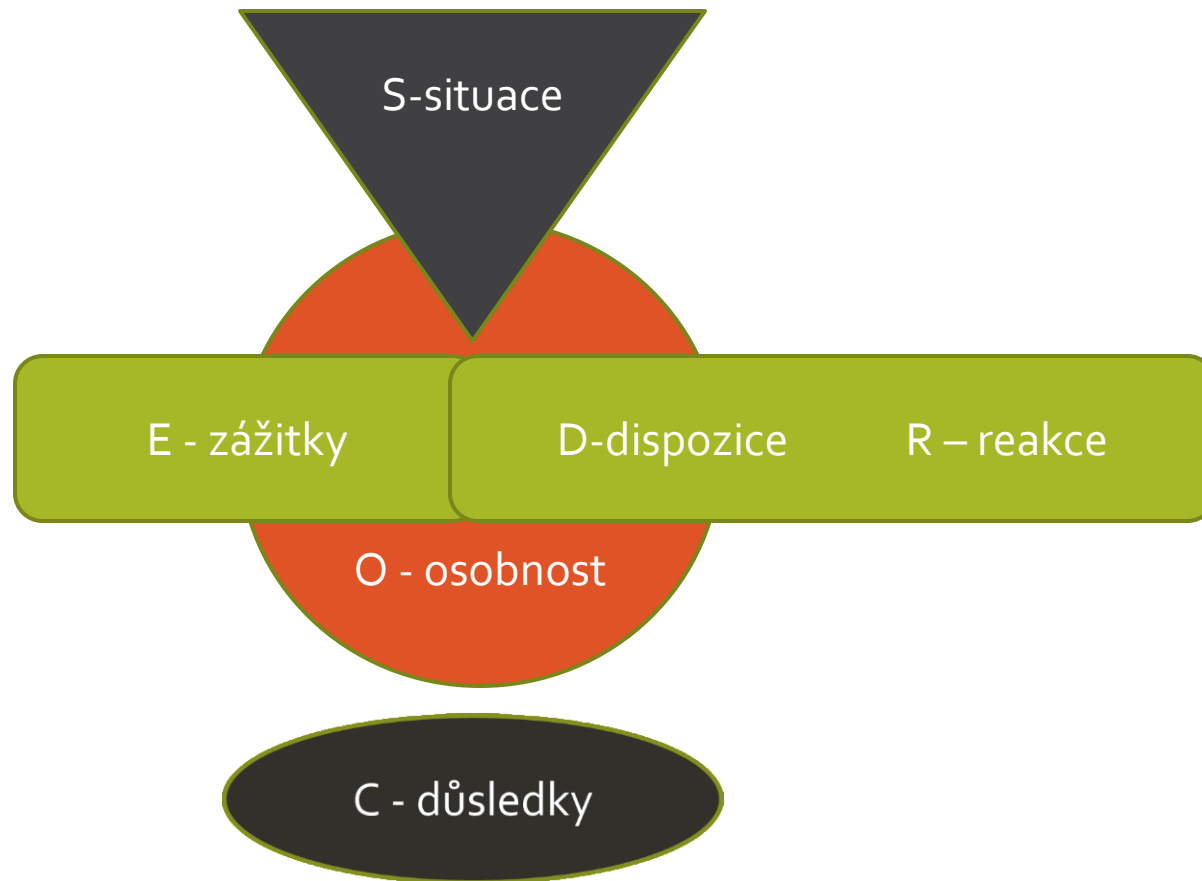 S-situace
E - zážitky
D-dispozice
R – reakce
O - osobnost
C - důsledky